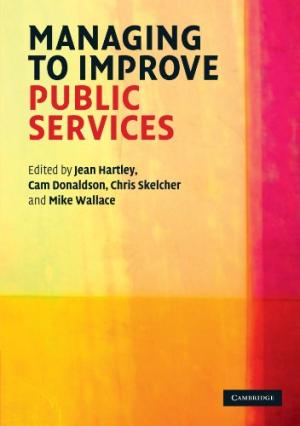 MANAGING
TO IMPROVE
PUBLIC
SERVICES
Edited by Jean Hartley,
Cam Donaldson, Chris Skelcher
and Mike Wallace
CAMBRIDGE